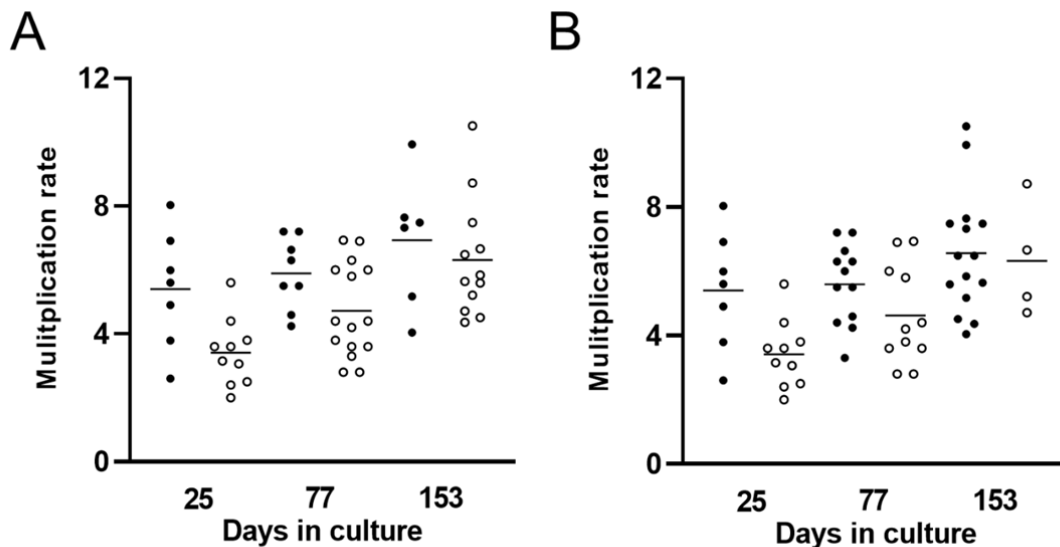 A
12
8
4
0
Mulitplication rate
25 77 153
Days in culture
B
12
8
4
0
Mulitplication rate
25 77 153
Days in culture